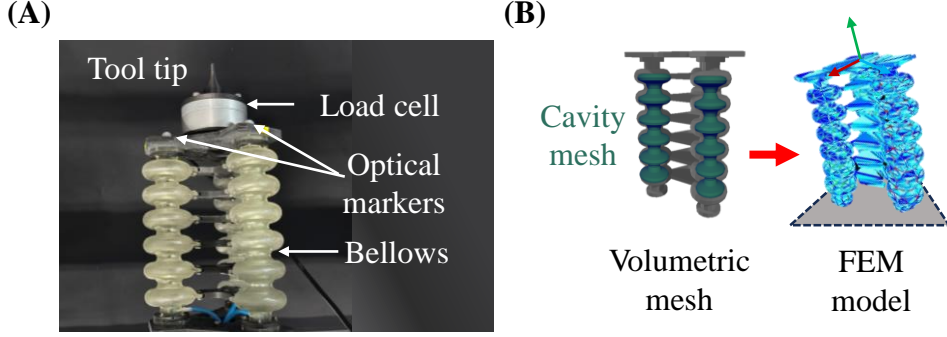 (A)
Tool tip
Load cell
Optical
markers
Bellows
(B)
Cavity
mesh
Volumetric
mesh
FEM
model